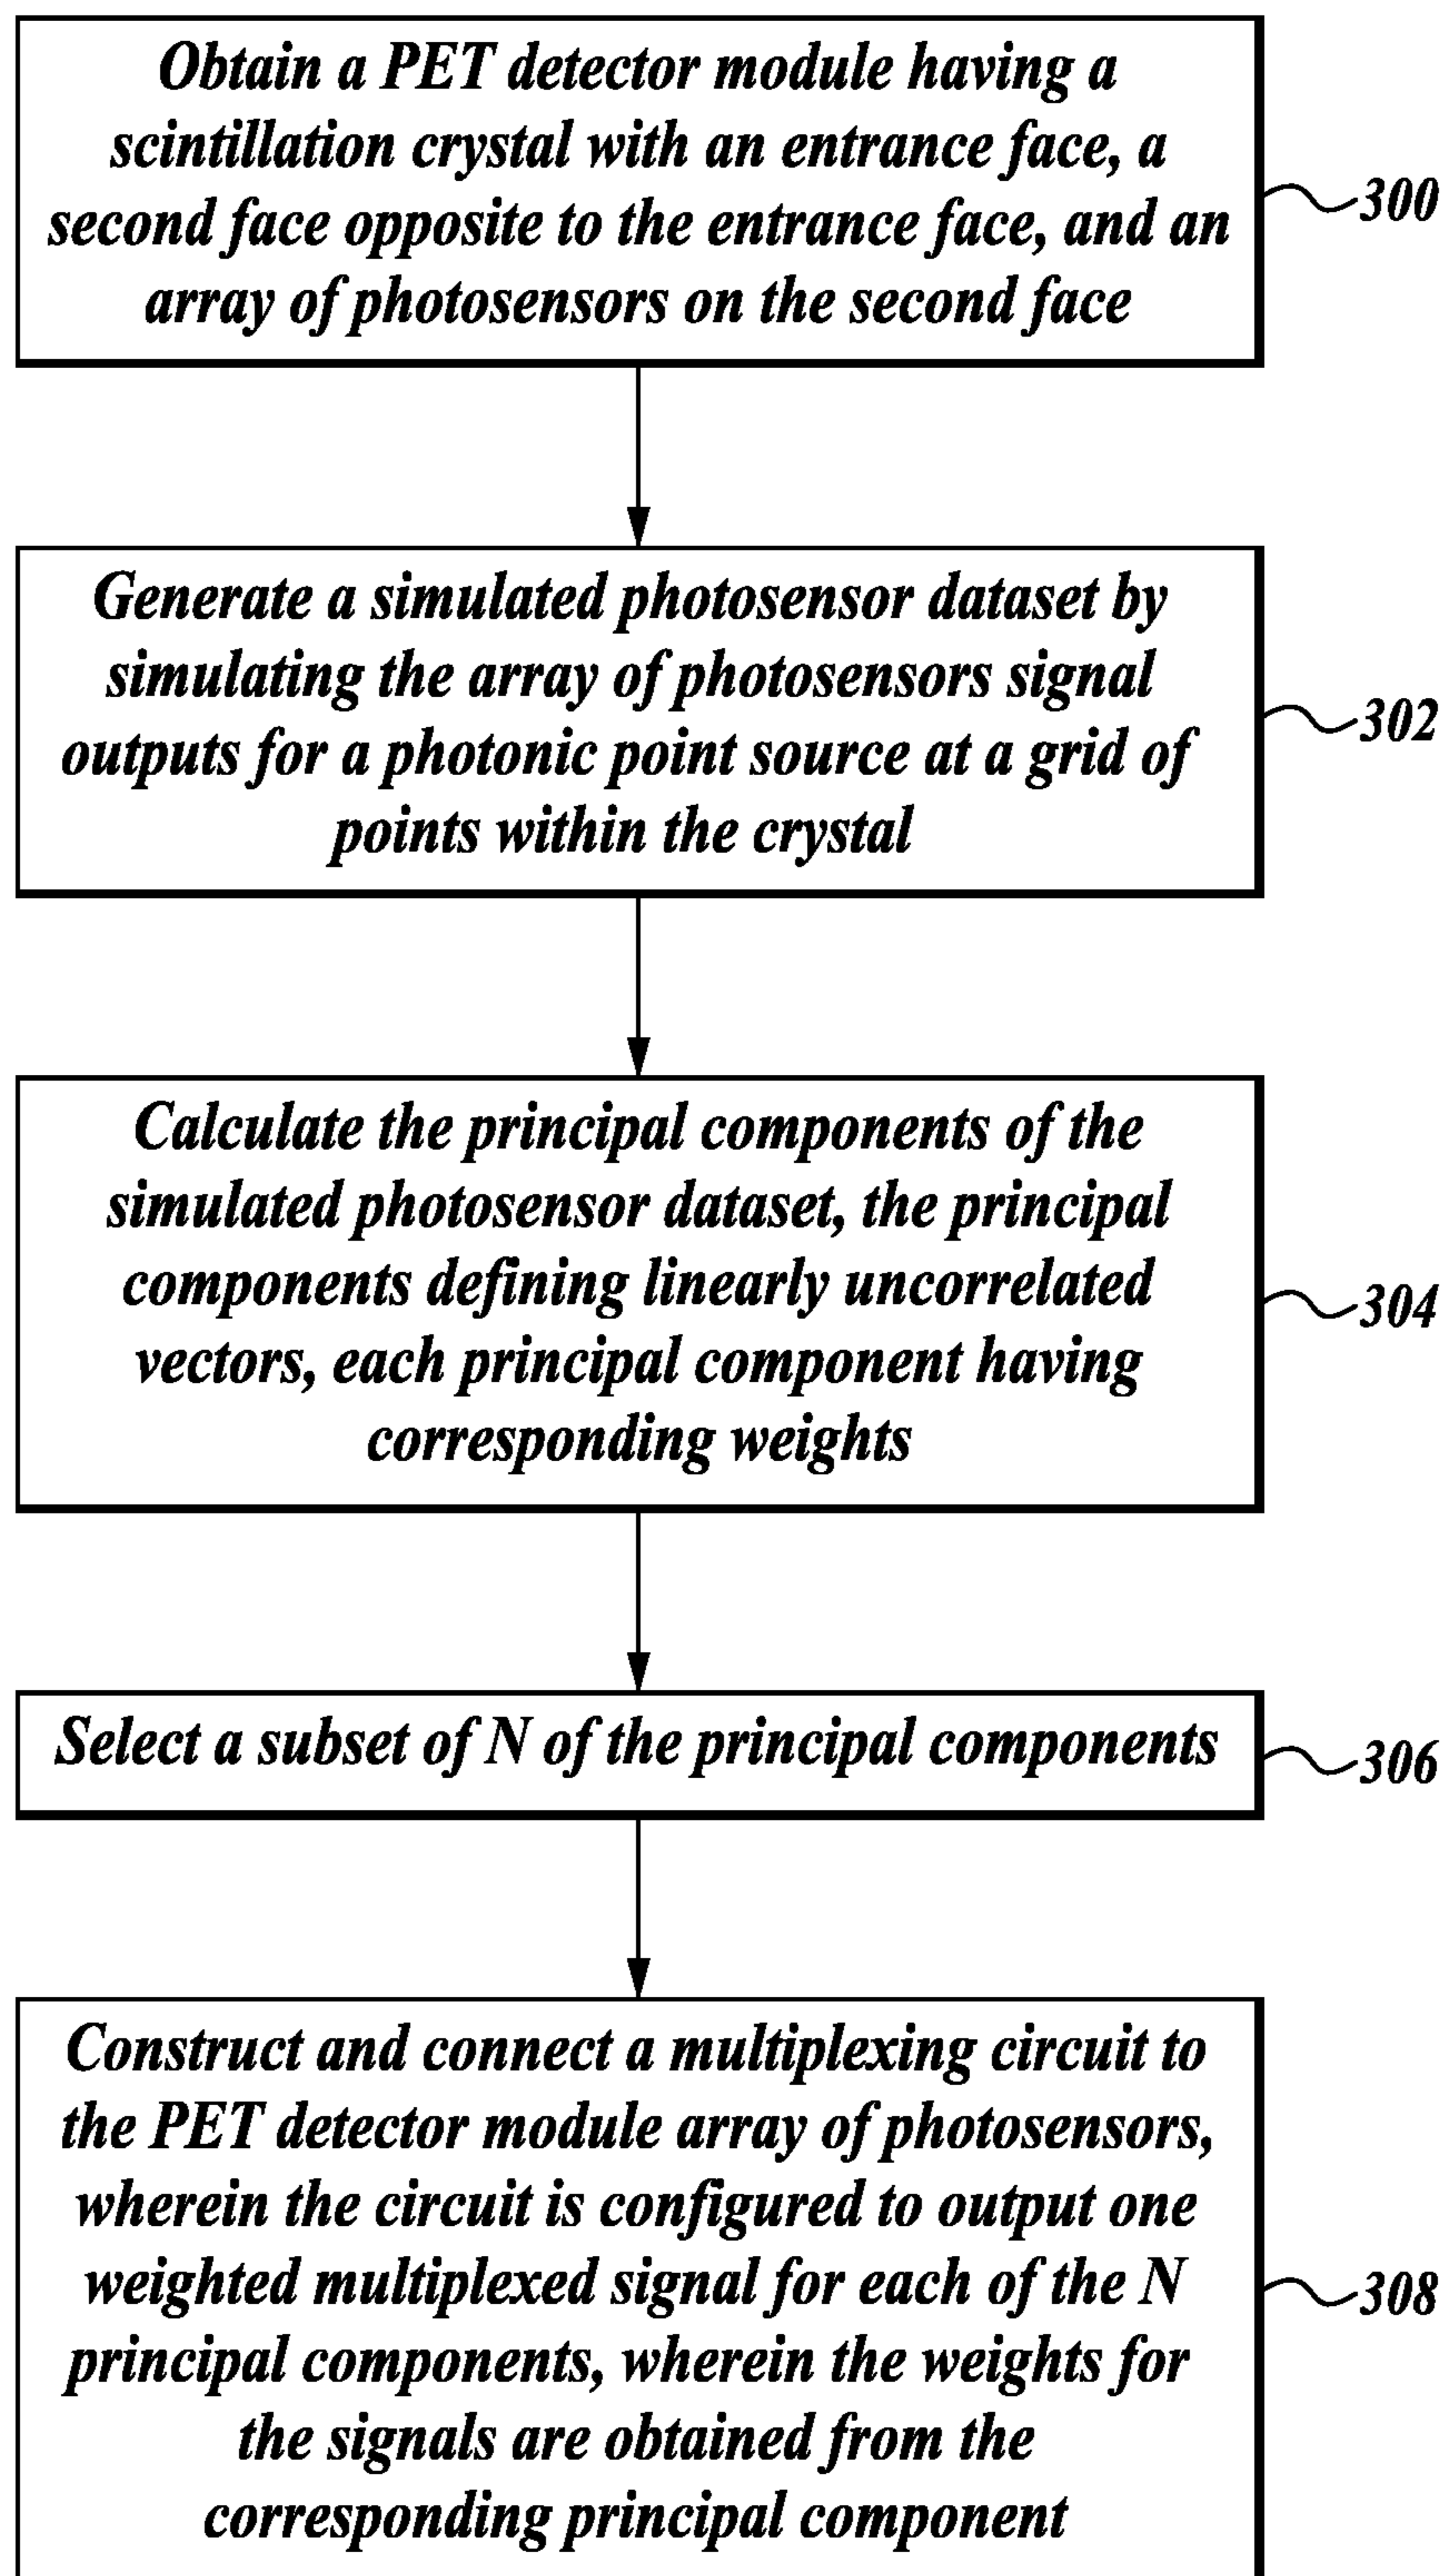 Obtain a PET detector module having a
scintillation crystal with an entrance face, a
second face opposite to the entrance face, and an
array of photosensors on the second face
300
Generate a simulated photosensor dataset by
simulating the array of photosensors signal
outputs for a photonic point source at a grid of
points within the crystal
302
Calculate the principal components of the
simulated photosensor dataset, the principal
components defining linearly uncorrelated
vectors, each principal component having
corresponding weights
304
Select a subset of N of the principal components
306
Construct and connect a multiplexing circuit to
the PET detector module array of photosensors,
wherein the circuit is configured to output one
weighted multiplexed signal for each of the N
principal components, wherein the weights for
the signals are obtained from the
corresponding principal component
308